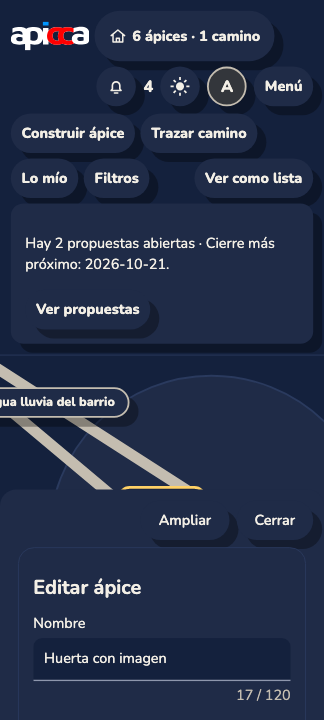 apicca
6 ápices · 1 camino
4
A
Menú
Construir ápice
Trazar camino
Lo mío
Filtros
Ver como lista
Hay 2 propuestas abiertas · Cierre más
próximo: 2026-10-21.
Ver propuestas
gua lluvia del barrio
Ampliar
Cerrar
Editar ápice
Nombre
Huerta con imagen
17 / 120